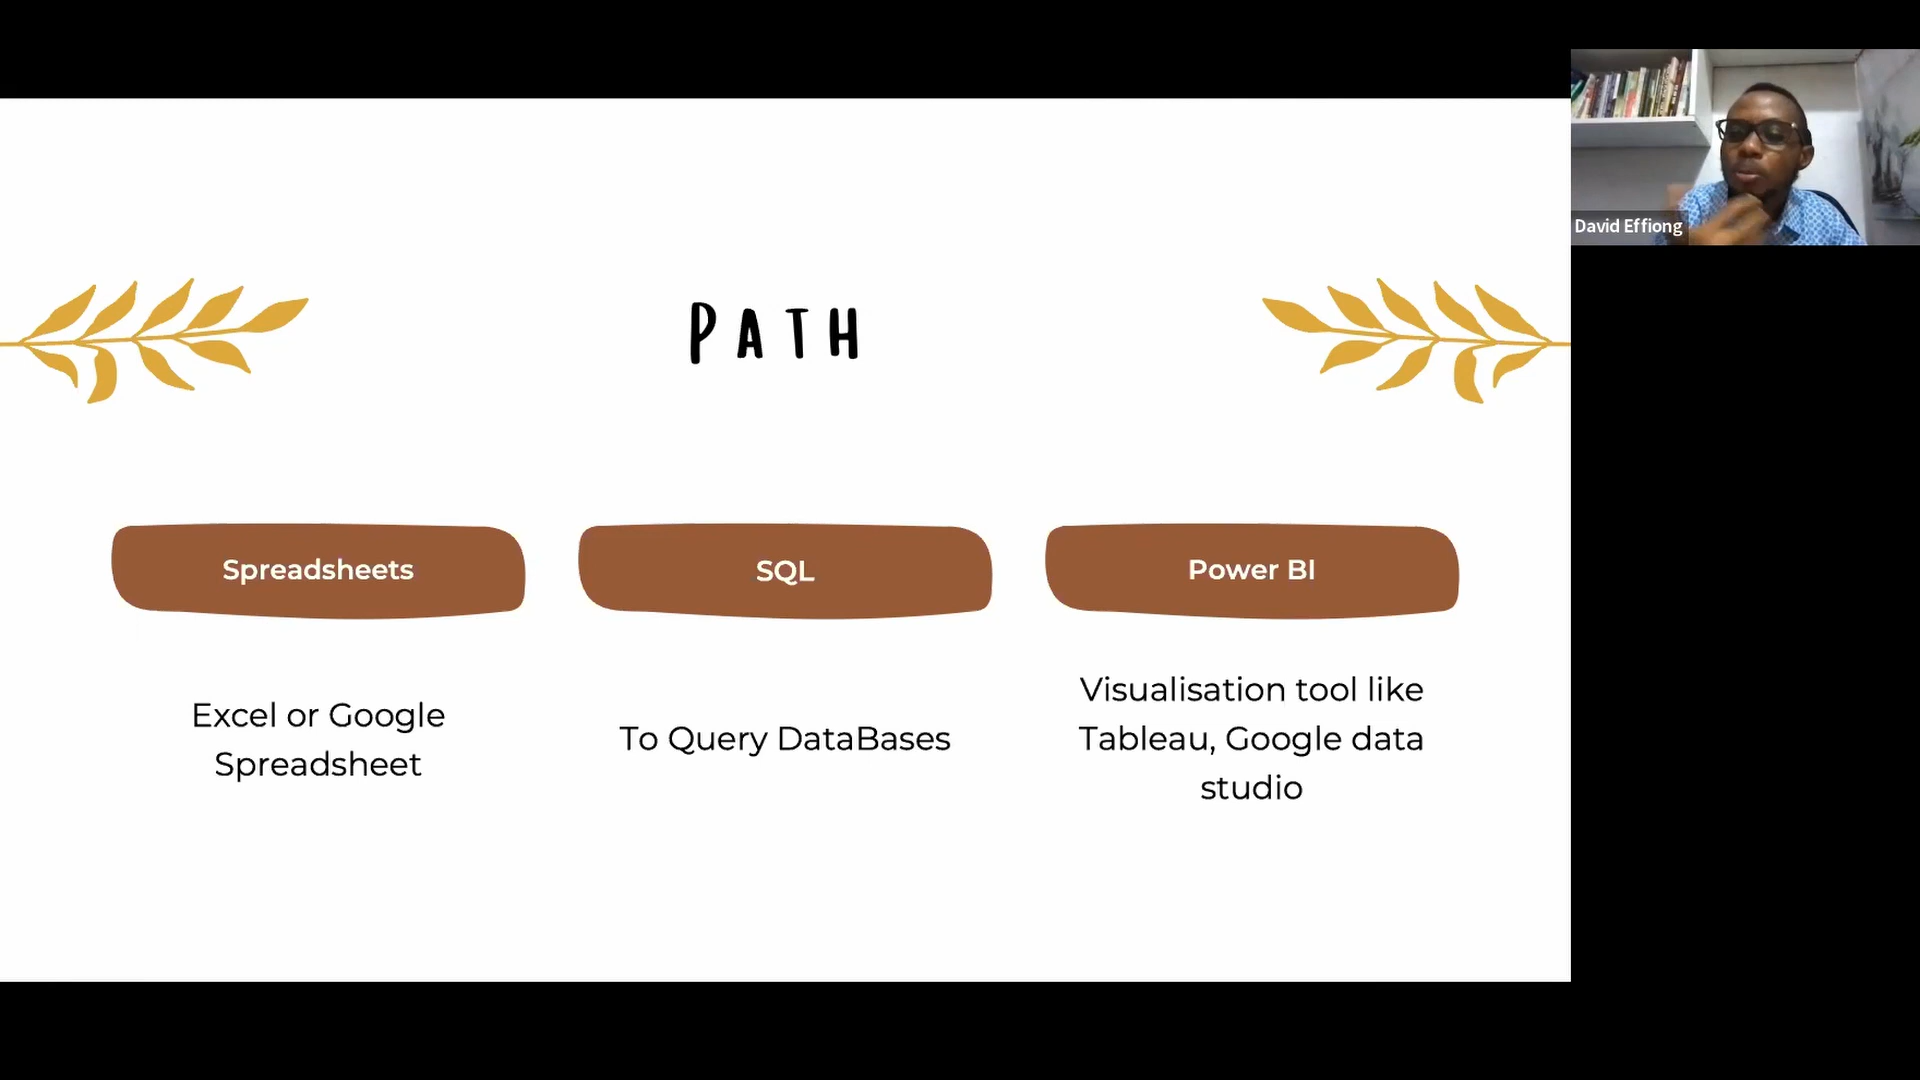 PATH
Spreadsheets
SQL
Power BI
Excel or Google
Spreadsheet
To Query DataBases
Visualisation tool like
Tableau, Google data
studio
David Effiong